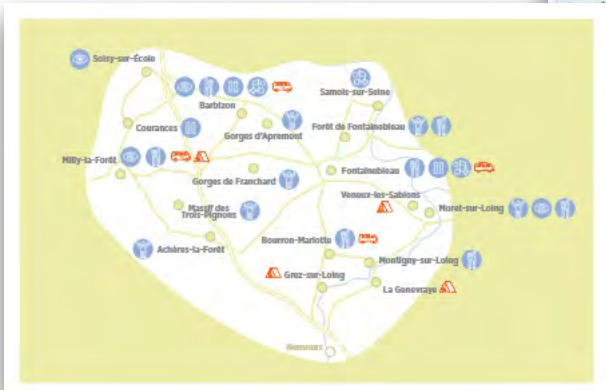 Soisy-sur-École
Samois-sur-Seine
Barbizon
Courances
Gorges d'Apremont
Forêt de Fontainebleau
Milly-la-Forêt
Gorges de Franchard
Fontainebleau
Veneux-les-Sablons
Massif des
Trois-Pignons
Moret-sur-Loing
Achères-la-Forêt
Bourron-Marlotte
Montigny-sur-Loing
Grez-sur-Loing
La Genevraye
Nemours